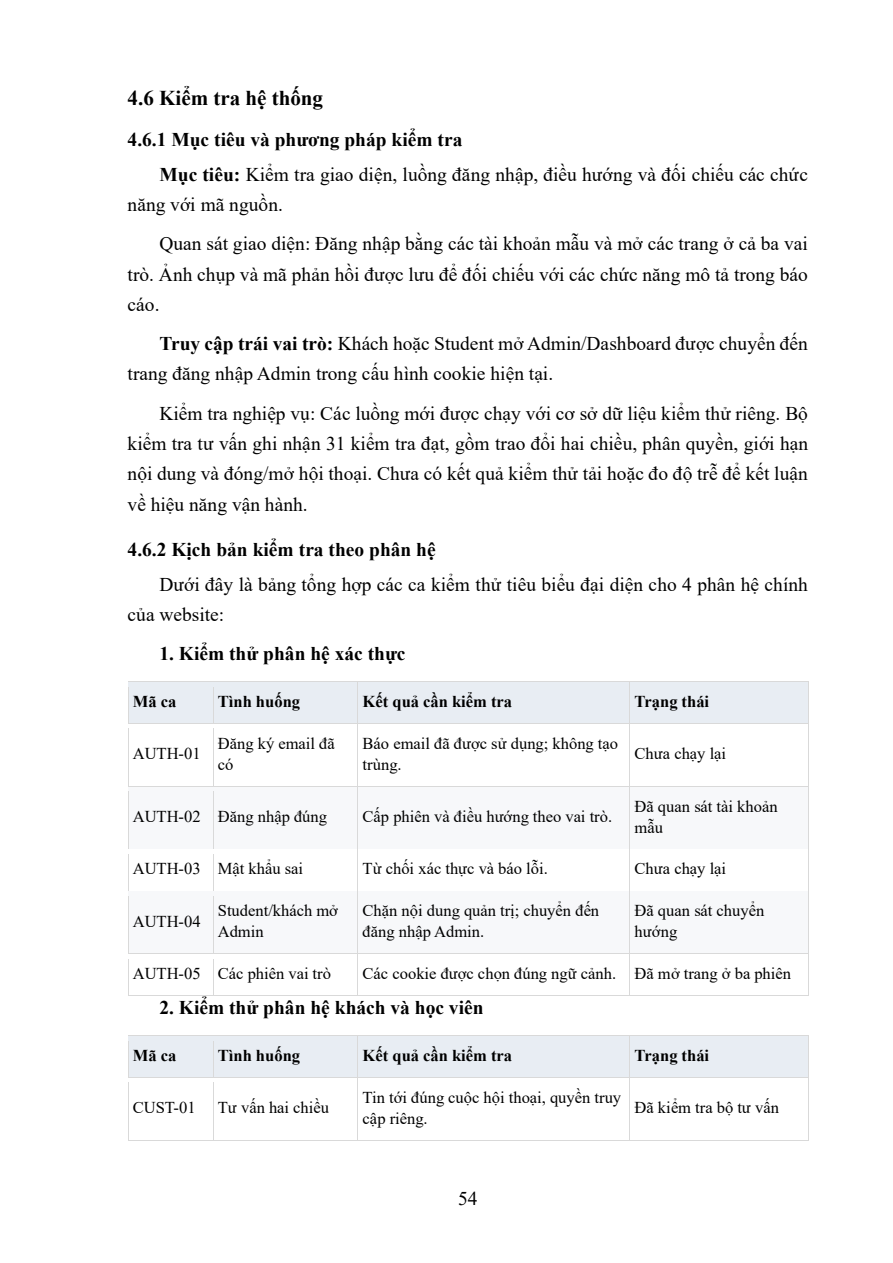 4.6 Kiểm tra hệ thống
4.6.1 Mục tiêu và phương pháp kiểm tra
Mục tiêu: Kiểm tra giao diện, luồng đăng nhập, điều hướng và đối chiếu các chức
năng với mã nguồn.
Quan sát giao diện: Đăng nhập bằng các tài khoản mẫu và mở các trang ở cả ba vai
trò. Ảnh chụp và mã phản hồi được lưu để đối chiếu với các chức năng mô tả trong báo
cáo.
Truy cập trái vai trò: Khách hoặc Student mở Admin/Dashboard được chuyển đến
trang đăng nhập Admin trong cấu hình cookie hiện tại.
Kiểm tra nghiệp vụ: Các luồng mới được chạy với cơ sở dữ liệu kiểm thử riêng. Bộ
kiểm tra tư vấn ghi nhận 31 kiểm tra đạt, gồm trao đổi hai chiều, phân quyền, giới hạn
nội dung và đóng/mở hội thoại. Chưa có kết quả kiểm thử tải hoặc đo độ trễ để kết luận
về hiệu năng vận hành.
4.6.2 Kịch bản kiểm tra theo phân hệ
Dưới đây là bảng tổng hợp các ca kiểm thử tiêu biểu đại diện cho 4 phân hệ chính
của website:
1. Kiểm thử phân hệ xác thực
Mã ca Tình huống Kết quả cần kiểm tra Trạng thái
AUTH-01 Đăng ký email đã có Báo email đã được sử dụng; không tạo trùng. Chưa chạy lại
AUTH-02 Đăng nhập đúng Cấp phiên và điều hướng theo vai trò. Đã quan sát tài khoản mẫu
AUTH-03 Mật khẩu sai Từ chối xác thực và báo lỗi. Chưa chạy lại
AUTH-04 Student/khách mở Admin Chặn nội dung quản trị; chuyển đến đăng nhập Admin. Đã quan sát chuyển hướng
AUTH-05 Các phiên vai trò Các cookie được chọn đúng ngữ cảnh. Đã mở trang ở ba phiên
2. Kiểm thử phân hệ khách và học viên
Mã ca Tình huống Kết quả cần kiểm tra Trạng thái
CUST-01 Tư vấn hai chiều Tin tới đúng cuộc hội thoại, quyền truy cập riêng. Đã kiểm tra bộ tư vấn
54